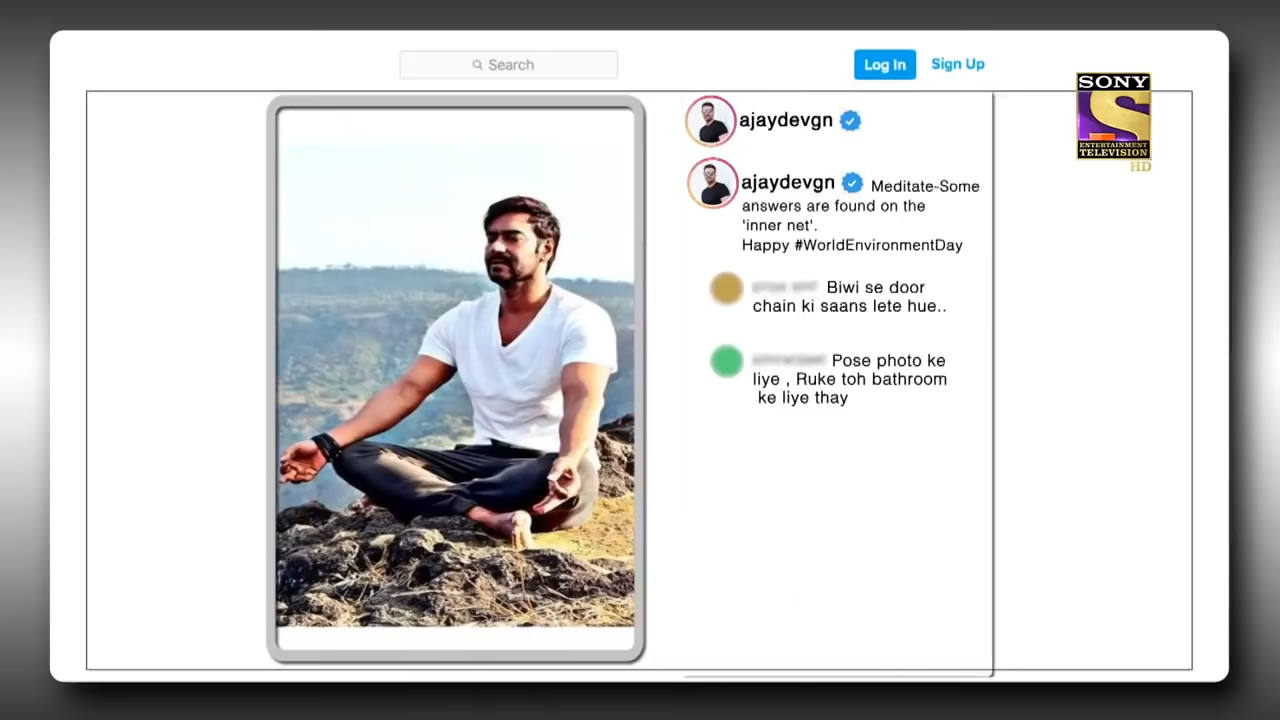 Search
Log In
Sign Up
SONY
ENTERTAINMENT
TELEVISION
HD
ajaydevgn
ajaydevgn Meditate-Some
answers are found on the
'inner net'.
Happy #WorldEnvironmentDay
Biwi se door
chain ki saans lete hue..
Pose photo ke
liye , Ruke toh bathroom
ke liye thay